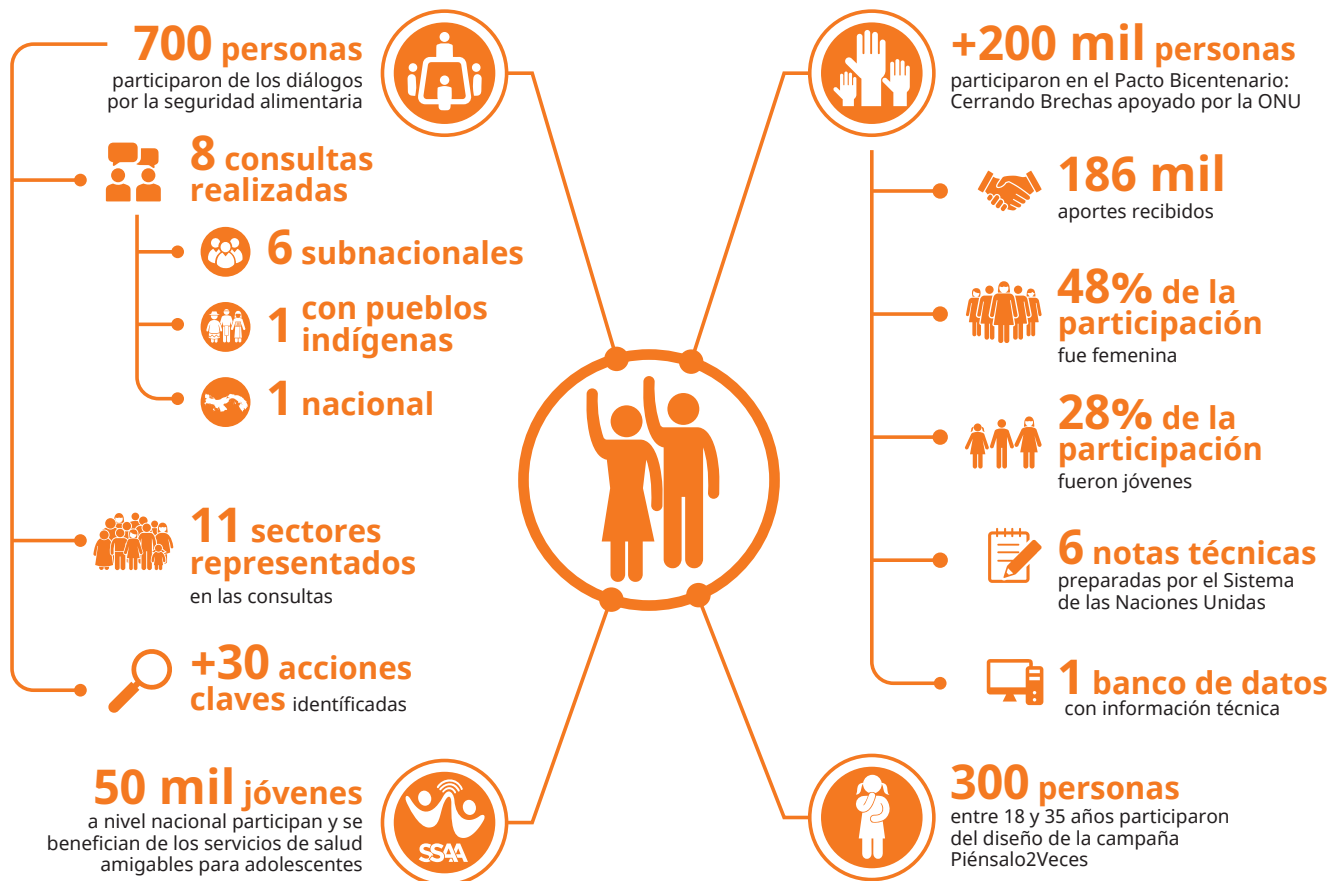 700 personas
participaron de los diálogos
por la seguridad alimentaria
8 consultas
realizadas
6 subnacionales
1 con pueblos
indígenas
1 nacional
11 sectores
representados
en las consultas
+30 acciones
claves identíficadas
50 mil jóvenes
a nivel nacional participan y se
benefician de los servicios de salud
amigables para adolescentes
SSAA
+200 mil personas
participaron en el Pacto Bicentenario:
Cerrando Brechas apoyado por la ONU
186 mil
aportes recibidos
48% de la
participación
fue femenina
28% de la
participación
fueron jóvenes
6 notas técnicas
preparadas por el Sistema
de las Naciones Unidas
1 banco de datos
con información técnica
300 personas
entre 18 y 35 años participaron
del diseño de la campaña
Piénsalo2Veces